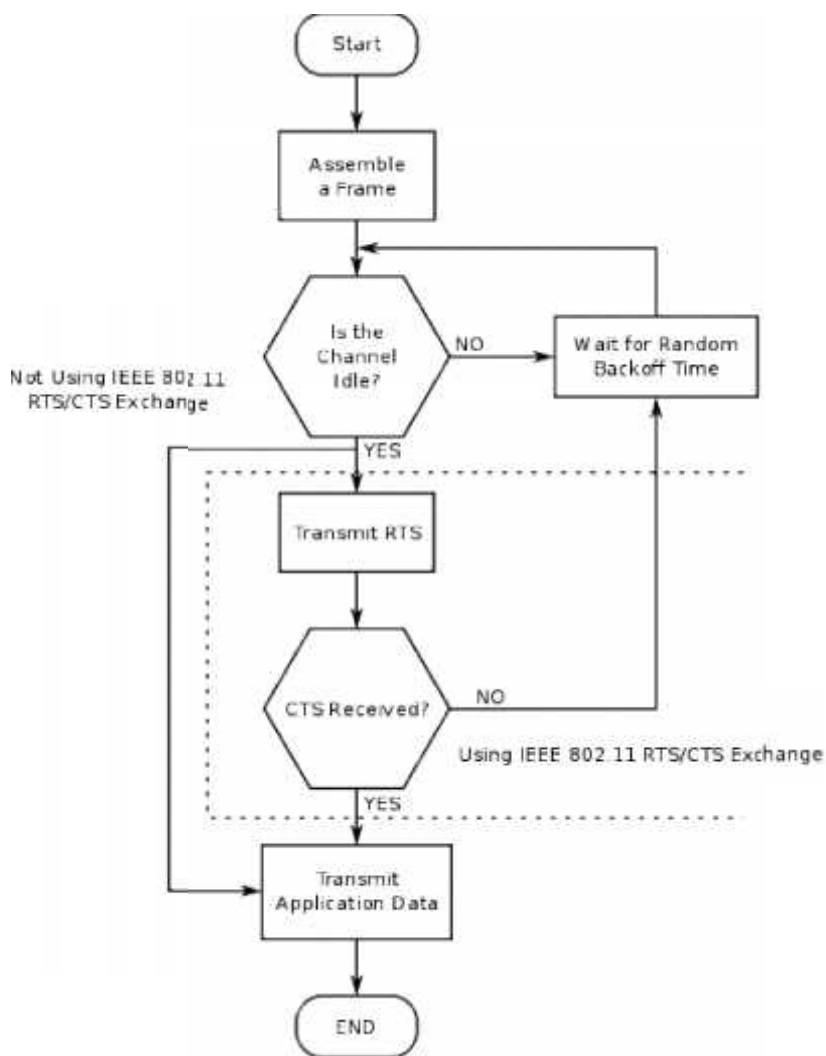 Start
Assemble
a Frame
Is the
Channel
Idle?
NO
Wait for Random
Backoff Time
Not Using IEEE 802.11
RTS/CTS Exchange
YES
Transmit RTS
CTS Received?
NO
Using IEEE 802.11 RTS/CTS Exchange
YES
Transmit
Application Data
END